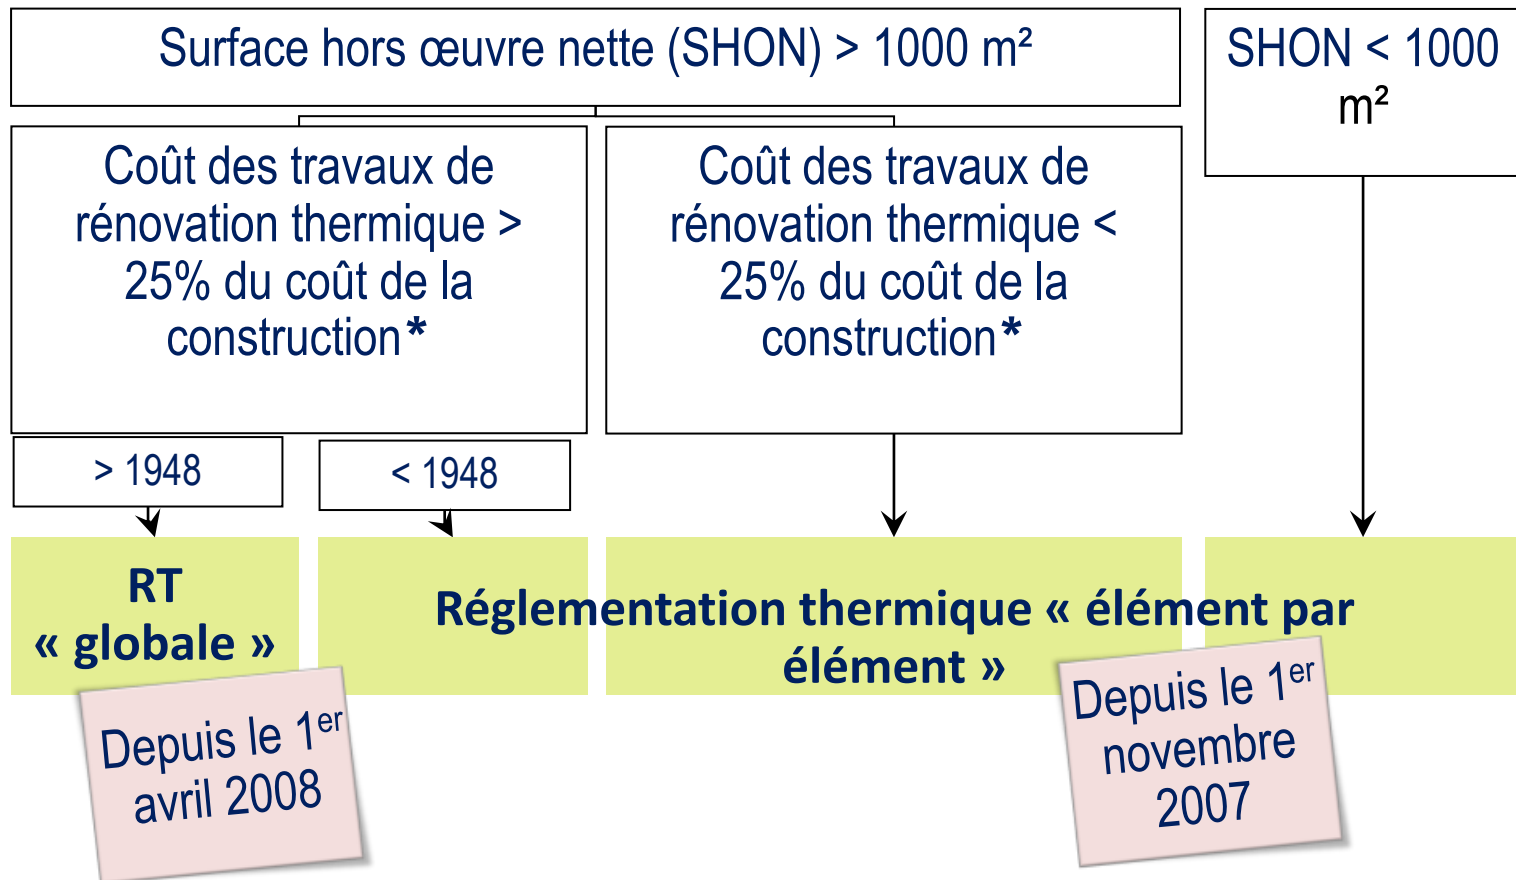 Surface hors œuvre nette (SHON) > 1000 m²
SHON < 1000
m²
Coût des travaux de
rénovation thermique >
25% du coût de la
construction*
Coût des travaux de
rénovation thermique <
25% du coût de la
construction*
> 1948
< 1948
RT
« globale »
Réglementation thermique « élément par
élément »
Depuis le 1er
avril 2008
Depuis le 1er
novembre
2007